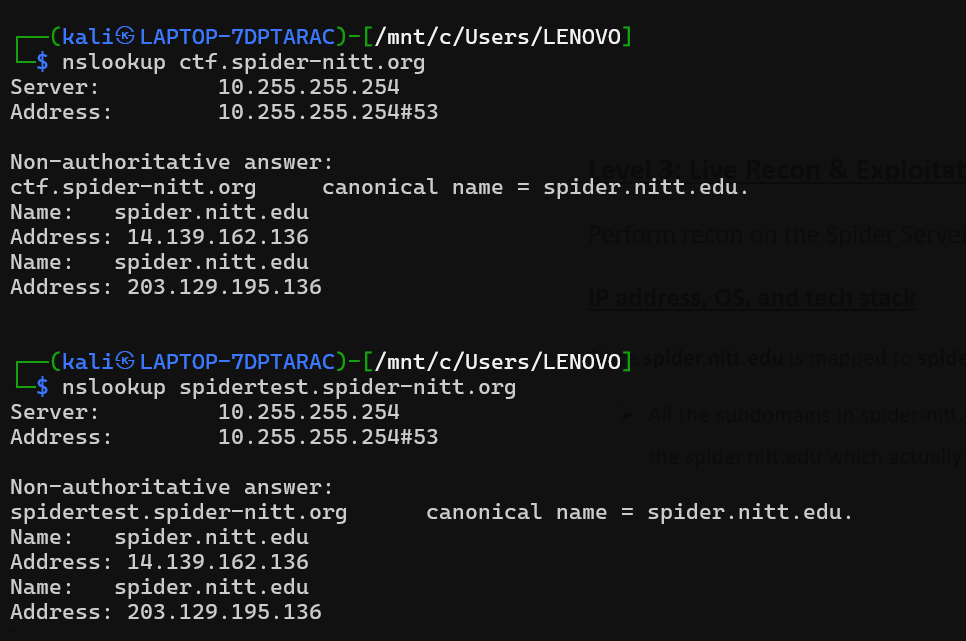 ┌──(kali㉿LAPTOP-7DPTARAC)-[/mnt/c/Users/LENOVO]
└─$ nslookup ctf.spider-nitt.org
Server:         10.255.255.254
Address:        10.255.255.254#53
Non-authoritative answer:
Level 3: Live Recon & Exploitat
ctf.spider-nitt.org     canonical name = spider.nitt.edu.
Name:   spider.nitt.edu
Perform recon on the Spider Server
Address: 14.139.162.136
Name:   spider.nitt.edu
Address: 203.129.195.136
IP address, OS, and tech stack
┌──(kali㉿LAPTOP-7DPTARAC)-[/mnt/c/Users/LENOVO]
spider.nitt.edu is mapped to spide
└─$ nslookup spidertest.spider-nitt.org
Server:         10.255.255.254
All the subdomains in spider-nitt.
Address:        10.255.255.254#53
the spider.nitt.edu which actually
Non-authoritative answer:
spidertest.spider-nitt.org      canonical name = spider.nitt.edu.
Name:   spider.nitt.edu
Address: 14.139.162.136
Name:   spider.nitt.edu
Address: 203.129.195.136